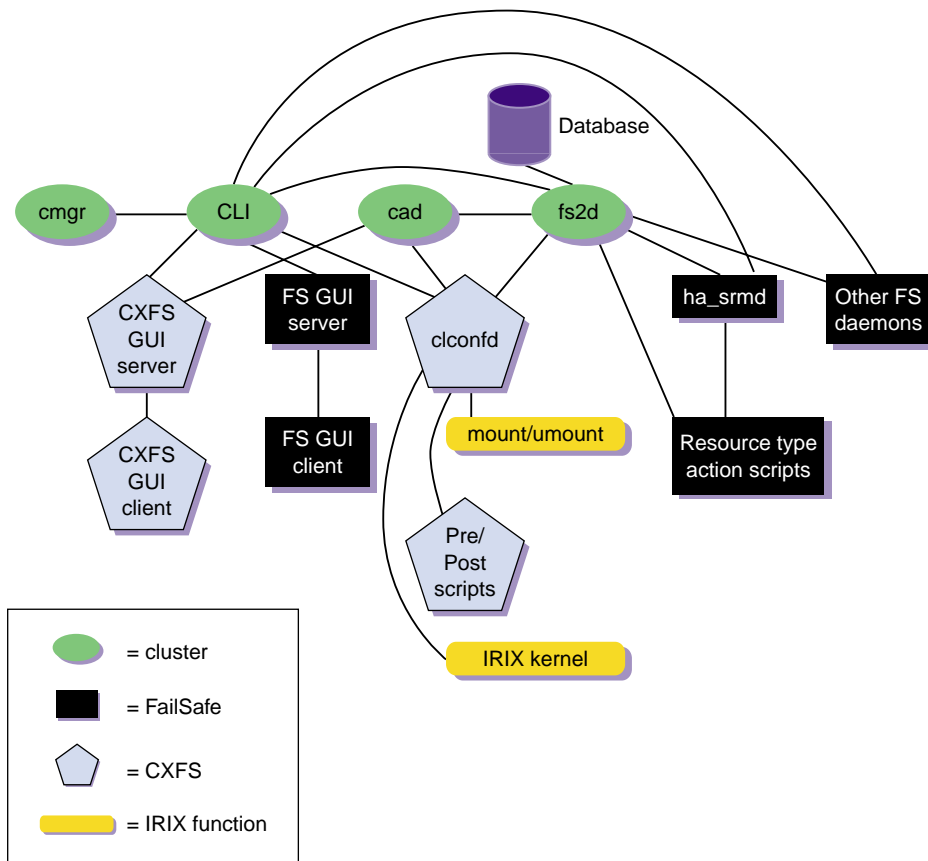 Database
cmgr
CLI
cad
fs2d
CXFS
GUI
server
FS GUI
server
clconfd
ha_srmd
Other FS
daemons
CXFS
GUI
client
FS GUI
client
mount/umount
Resource type
action scripts
Pre/
Post
scripts
IRIX kernel
= cluster
= FailSafe
= CXFS
= IRIX function